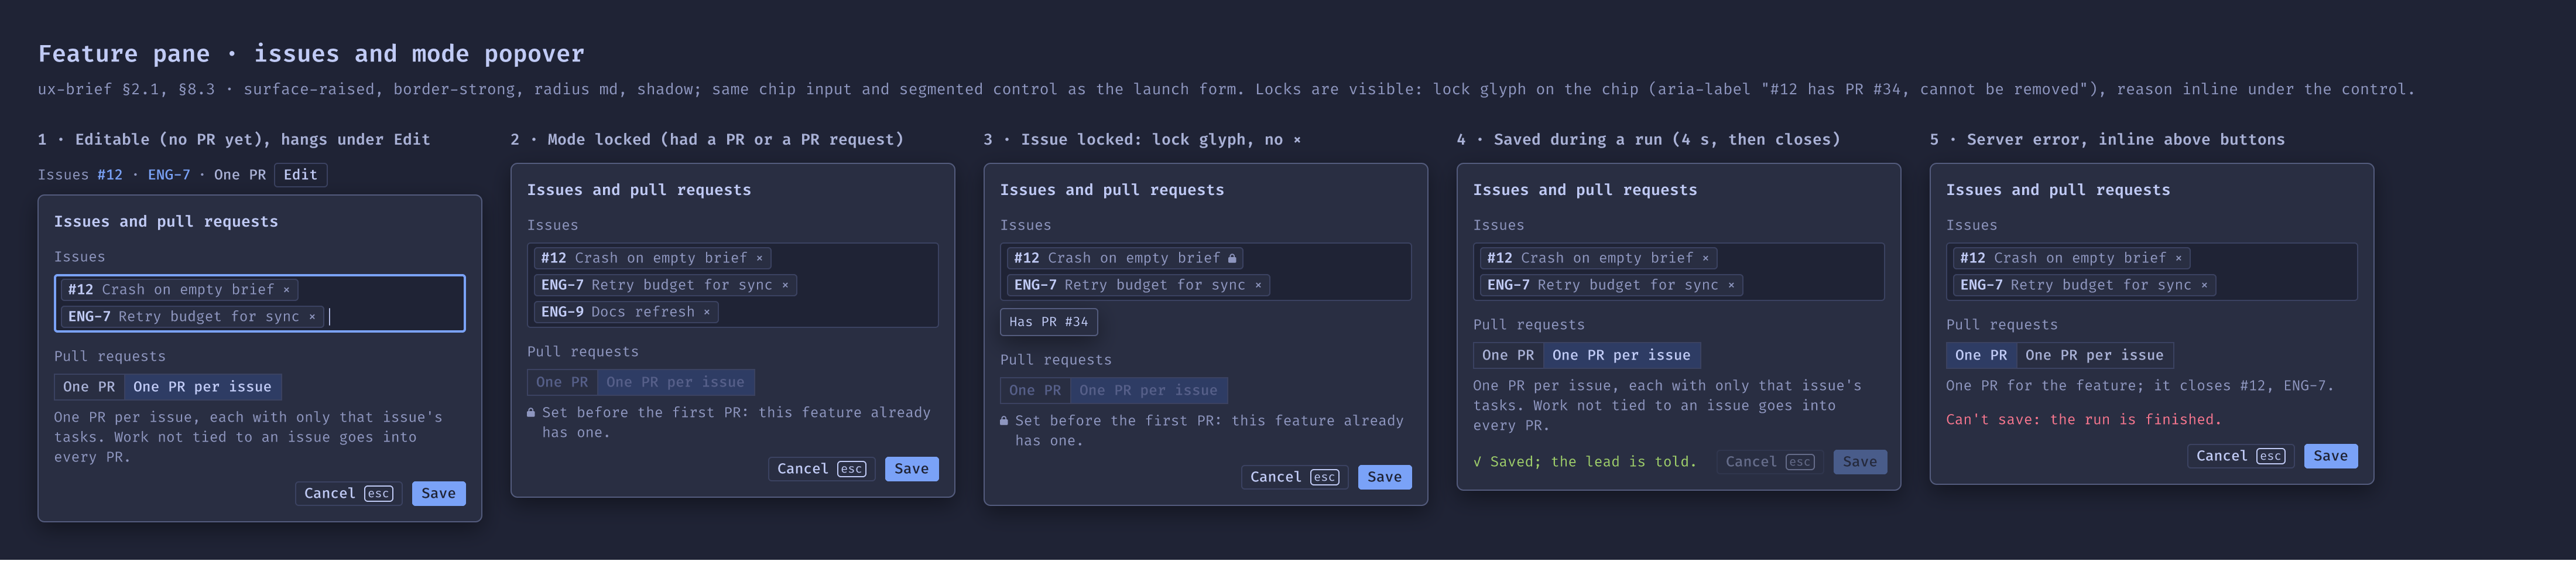 Feature pane · issues and mode popover
ux-brief §2.1, §8.3 · surface-raised, border-strong, radius md, shadow; same chip input and segmented control as the launch form. Locks are visible: lock glyph on the chip (aria-label "#12 has PR #34, cannot be removed"), reason inline under the control.
1 · Editable (no PR yet), hangs under Edit
Issues #12 · ENG-7 · One PR Edit
Issues and pull requests
Issues
#12 Crash on empty brief ×
ENG-7 Retry budget for sync ×
Pull requests
One PR One PR per issue
One PR per issue, each with only that issue's
tasks. Work not tied to an issue goes into
every PR.
Cancel esc Save
2 · Mode locked (had a PR or a PR request)
Issues and pull requests
Issues
#12 Crash on empty brief ×
ENG-7 Retry budget for sync ×
ENG-9 Docs refresh ×
Pull requests
One PR One PR per issue
Set before the first PR: this feature already
has one.
Cancel esc Save
3 · Issue locked: lock glyph, no ×
Issues and pull requests
Issues
#12 Crash on empty brief
ENG-7 Retry budget for sync ×
Has PR #34
Pull requests
One PR One PR per issue
Set before the first PR: this feature already
has one.
Cancel esc Save
4 · Saved during a run (4 s, then closes)
Issues and pull requests
Issues
#12 Crash on empty brief ×
ENG-7 Retry budget for sync ×
Pull requests
One PR One PR per issue
One PR per issue, each with only that issue's
tasks. Work not tied to an issue goes into
every PR.
√ Saved; the lead is told. Cancel esc Save
5 · Server error, inline above buttons
Issues and pull requests
Issues
#12 Crash on empty brief ×
ENG-7 Retry budget for sync ×
Pull requests
One PR One PR per issue
One PR for the feature; it closes #12, ENG-7.
Can't save: the run is finished.
Cancel esc Save